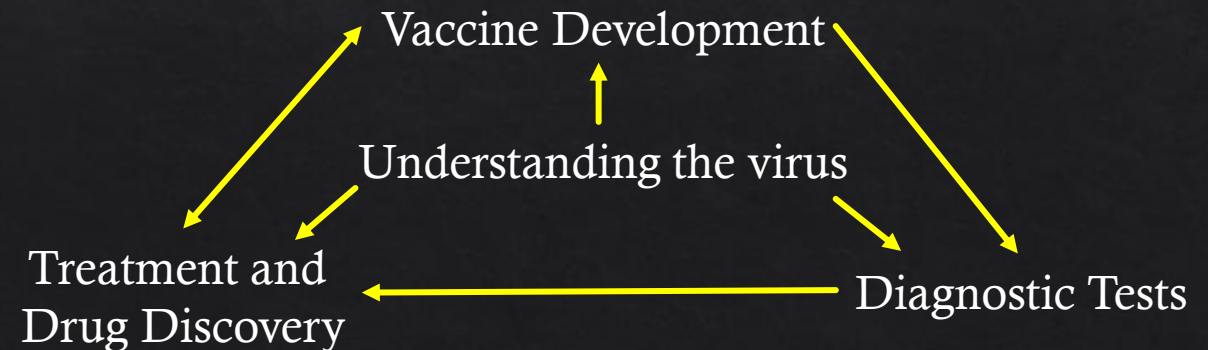 Vaccine Development
Understanding the virus
Treatment and
Drug Discovery
Diagnostic Tests